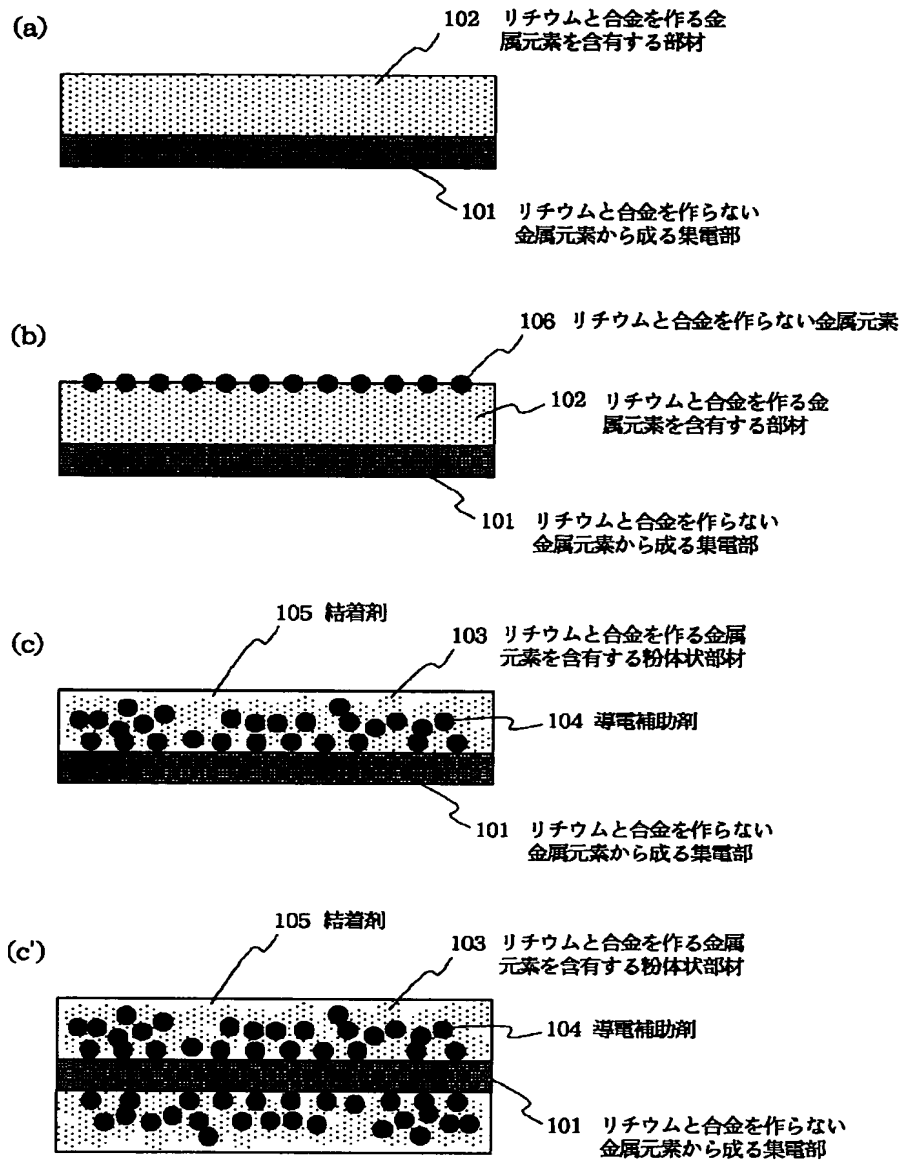 (a)
102 リチウムと合金を作る金
属元素を含有する部材
101 リチウムと合金を作らない
金属元素から成る集電部
(b)
106 リチウムと合金を作らない金属元素
102 リチウムと合金を作る金
属元素を含有する部材
101 リチウムと合金を作らない
金属元素から成る集電部
(c)
105 結着剤
103 リチウムと合金を作る金属
元素を含有する粉体状部材
104 導電補助剤
101 リチウムと合金を作らない
金属元素から成る集電部
(c')
105 結着剤
103 リチウムと合金を作る金属
元素を含有する粉体状部材
104 導電補助剤
101 リチウムと合金を作らない
金属元素から成る集電部